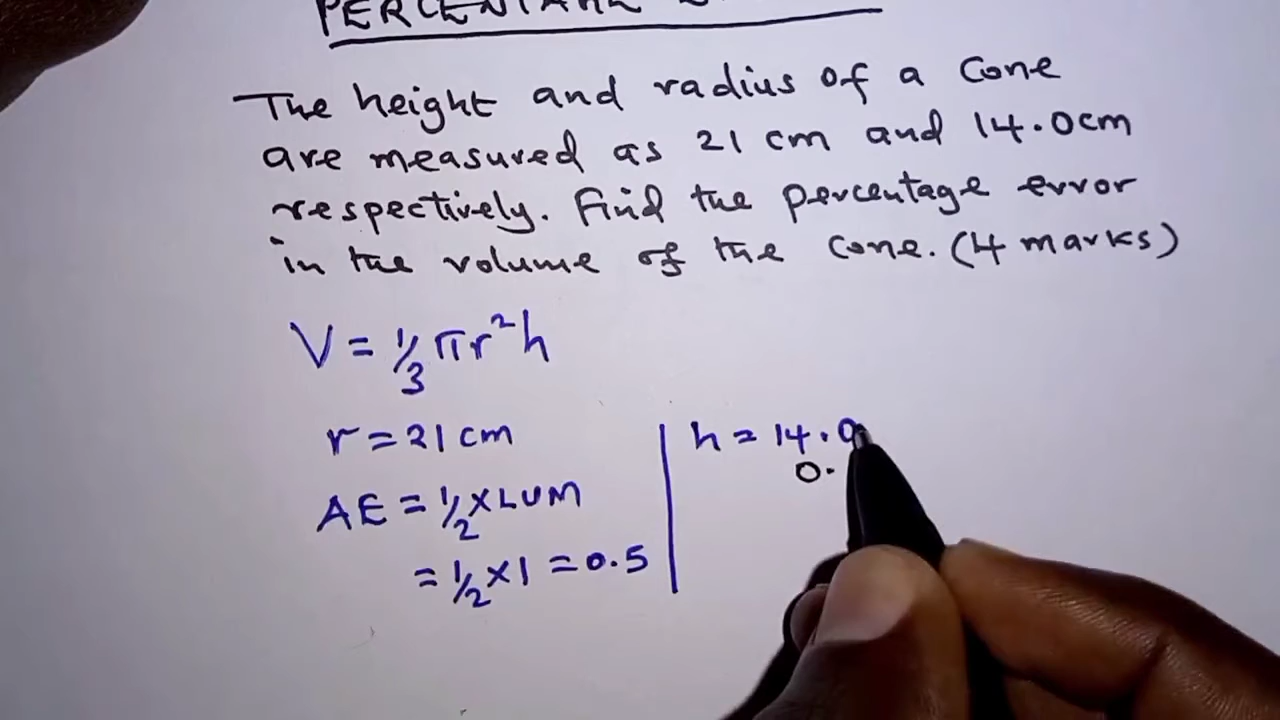 The height and radius of a cone
are measured as 21 cm and 14.0cm
respectively. Find the percentage error
in the volume of the cone. (4 marks)
V = 1/3 πr²h
r = 21 cm
AE = 1/2 × LUM
= 1/2 × 1 = 0.5
h = 14.0
0.